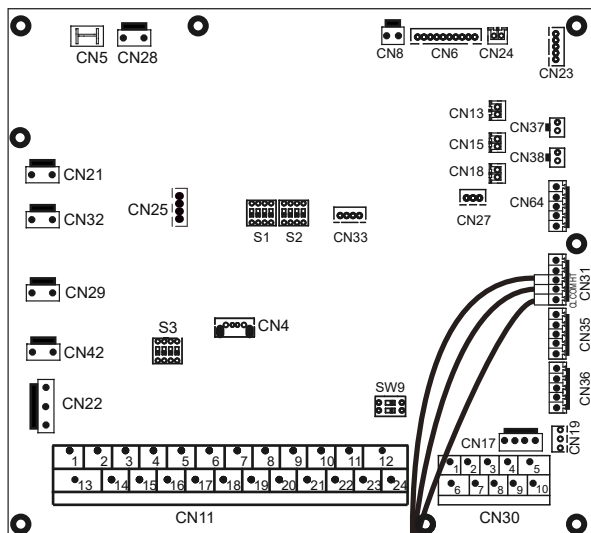 CN5
CN28
CN8
CN6
CN24
CN23
CN13
CN37
CN15
CN38
CN18
CN21
CN32
CN25
S1
S2
CN33
CN27
CN64
CN29
CN31
CL COM HT
S3
CN4
CN35
CN42
CN22
SW9
CN36
CN17
CN19
1 2 3 4 5 6 7 8 9 10 11 12
13 14 15 16 17 18 19 20 21 22 23 24
CN11
1 2 3 4 5
6 7 8 9 10
CN30